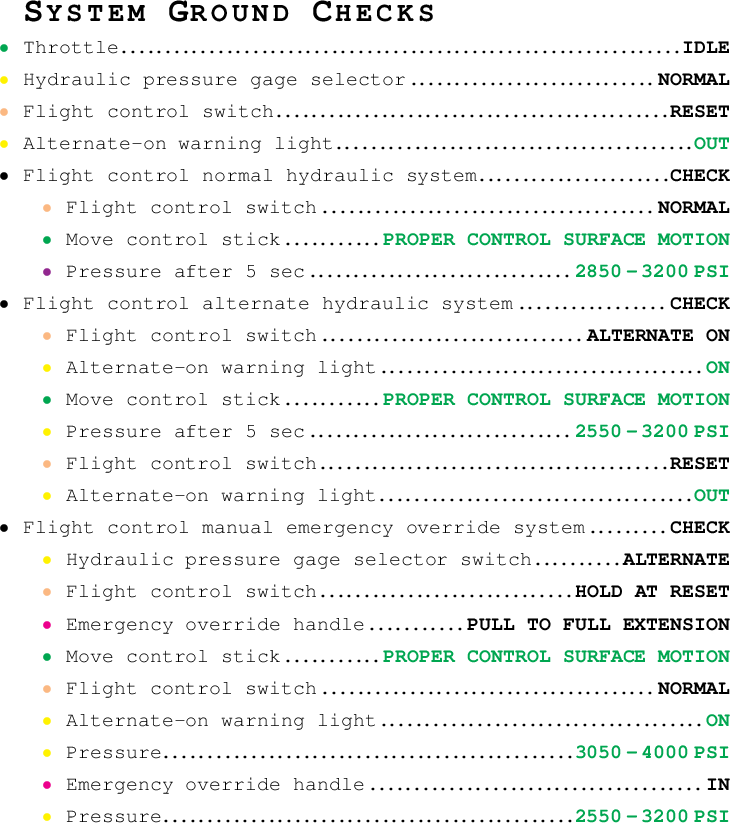 SYSTEM GROUND CHECKS
• Throttle................................................................IDLE
• Hydraulic pressure gage selector............................NORMAL
• Flight control switch.............................................RESET
• Alternate-on warning light.........................................OUT
• Flight control normal hydraulic system......................CHECK
• Flight control switch......................................NORMAL
• Move control stick...........PROPER CONTROL SURFACE MOTION
• Pressure after 5 sec..............................2850-3200 PSI
• Flight control alternate hydraulic system.................CHECK
• Flight control switch..............................ALTERNATE ON
• Alternate-on warning light.....................................ON
• Move control stick...........PROPER CONTROL SURFACE MOTION
• Pressure after 5 sec..............................2550-3200 PSI
• Flight control switch........................................RESET
• Alternate-on warning light....................................OUT
• Flight control manual emergency override system.........CHECK
• Hydraulic pressure gage selector switch..........ALTERNATE
• Flight control switch.............................HOLD AT RESET
• Emergency override handle...........PULL TO FULL EXTENSION
• Move control stick...........PROPER CONTROL SURFACE MOTION
• Flight control switch......................................NORMAL
• Alternate-on warning light.....................................ON
• Pressure...............................................3050-4000 PSI
• Emergency override handle......................................IN
• Pressure...............................................2550-3200 PSI